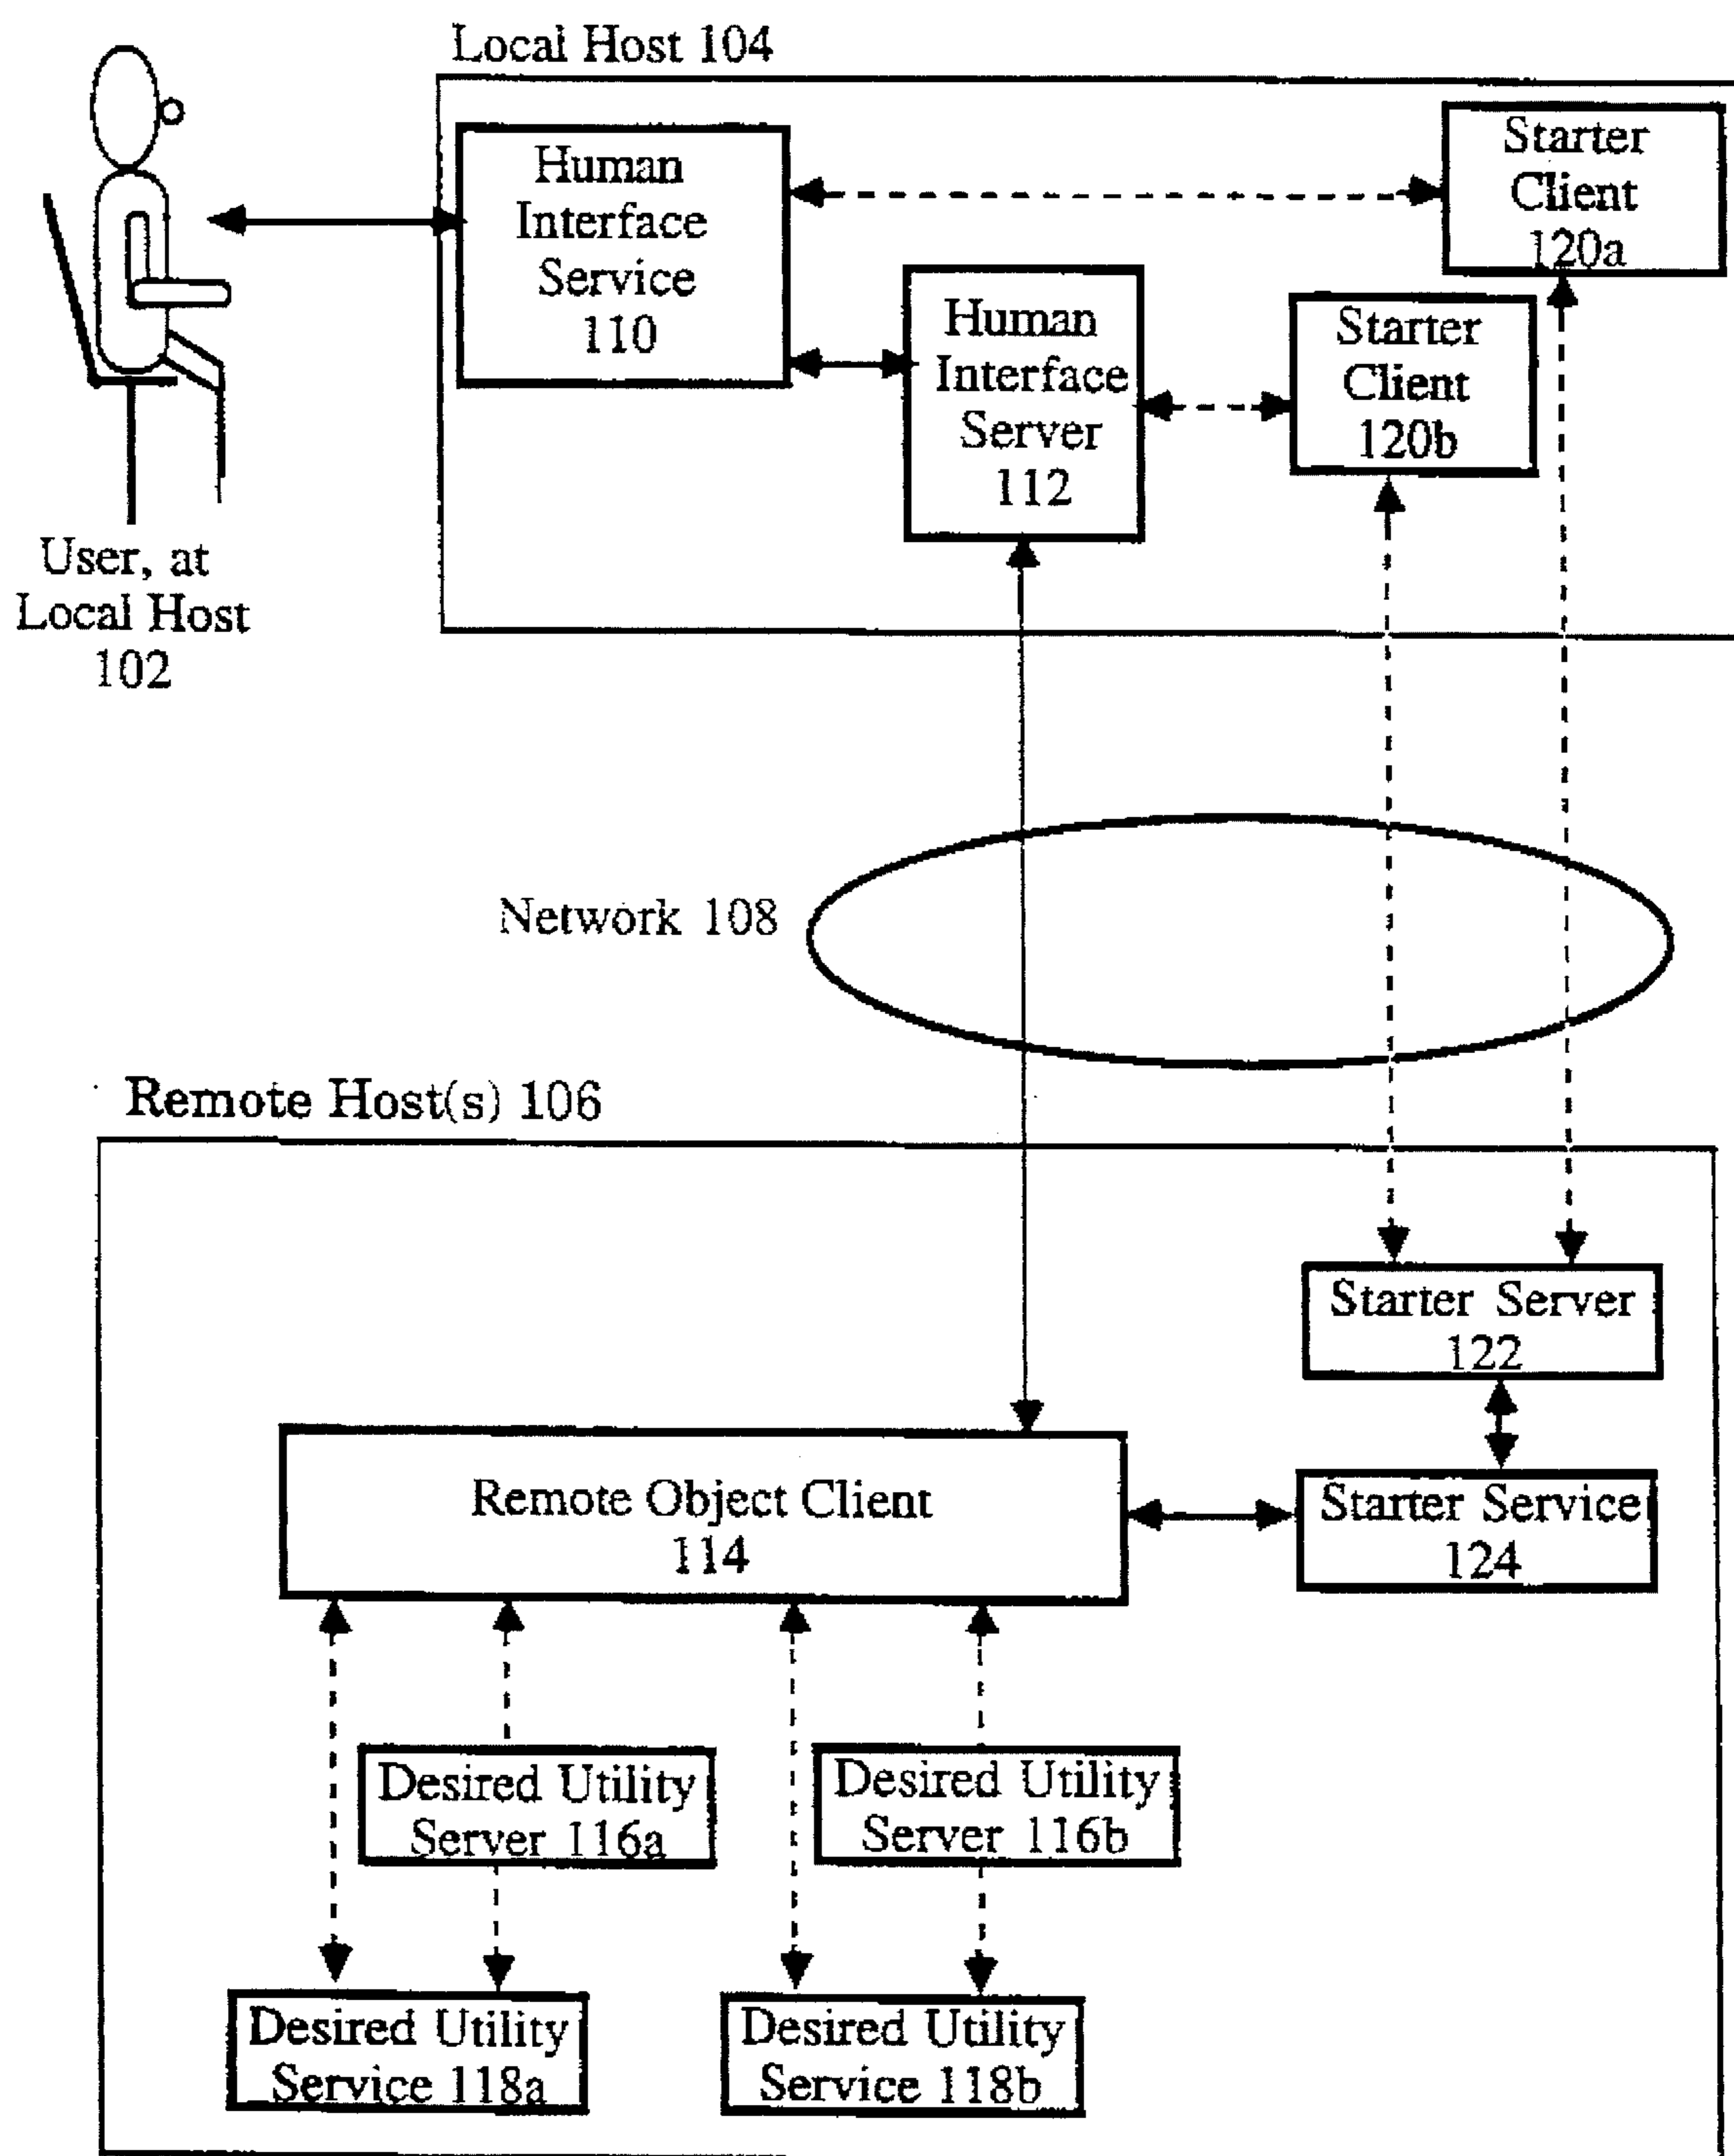 Local Host 104
Human
Interface
Service
110
Starter
Client
120a
Human
Interface
Server
112
Starter
Client
120b
User, at
Local Host
102
Network 108
Remote Host(s) 106
Starter Server
122
Remote Object Client
114
Starter Service
124
Desired Utility
Server 116a
Desired Utility
Server 116b
Desired Utility
Service 118a
Desired Utility
Service 118b